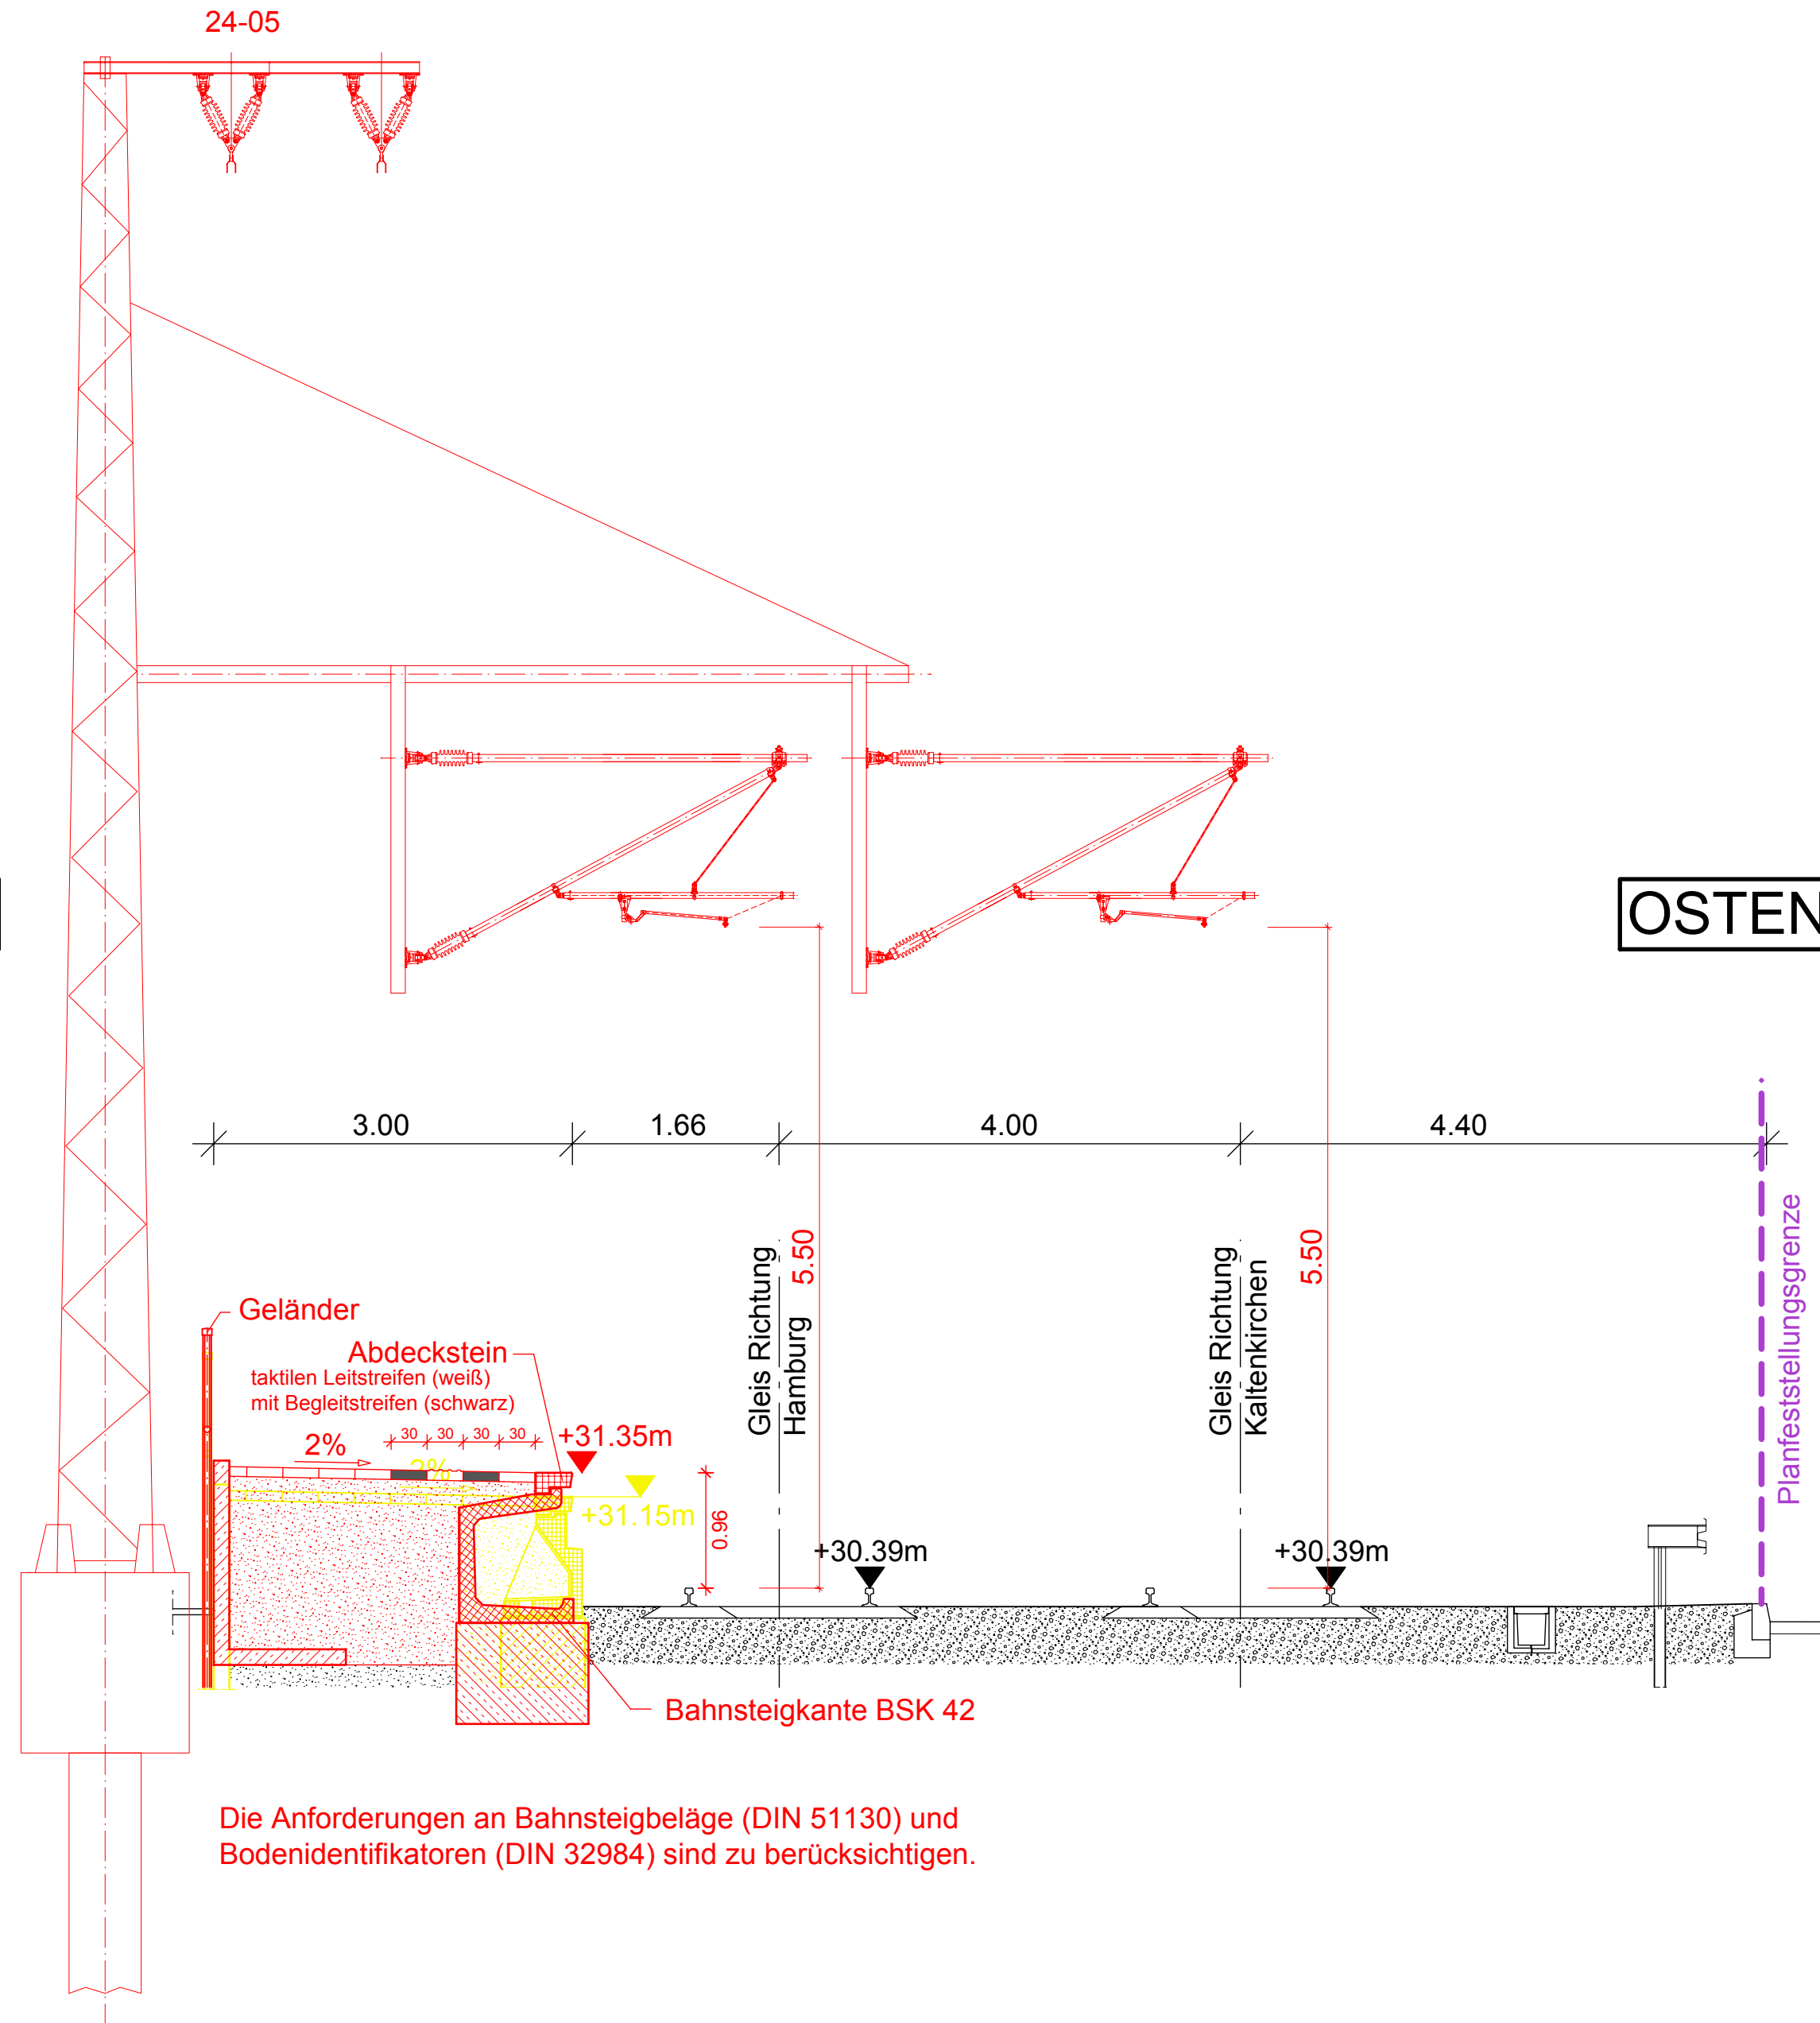 24-05
OSTEN
3.00
1.66
4.00
4.40
Gleis Richtung
Hamburg
5.50
Gleis Richtung
Kaltenkirchen
5.50
Planfeststellungsgrenze
Geländer
Abdeckstein
taktilen Leitstreifen (weiß)
mit Begleitstreifen (schwarz)
30 30 30 30
2%
+31.35m
2%
+31.15m
0.96
+30.39m
+30.39m
Bahnsteigkante BSK 42
Die Anforderungen an Bahnsteigbeläge (DIN 51130) und
Bodenidentifikatoren (DIN 32984) sind zu berücksichtigen.